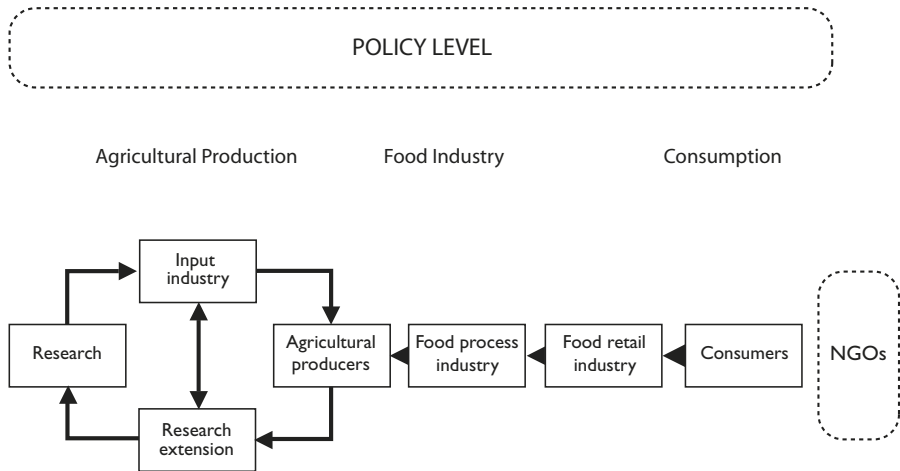 POLICY LEVEL
Agricultural Production
Food Industry
Consumption
Input
industry
Research
Agricultural
producers
Food process
industry
Food retail
industry
Consumers
NGOs
Research
extension